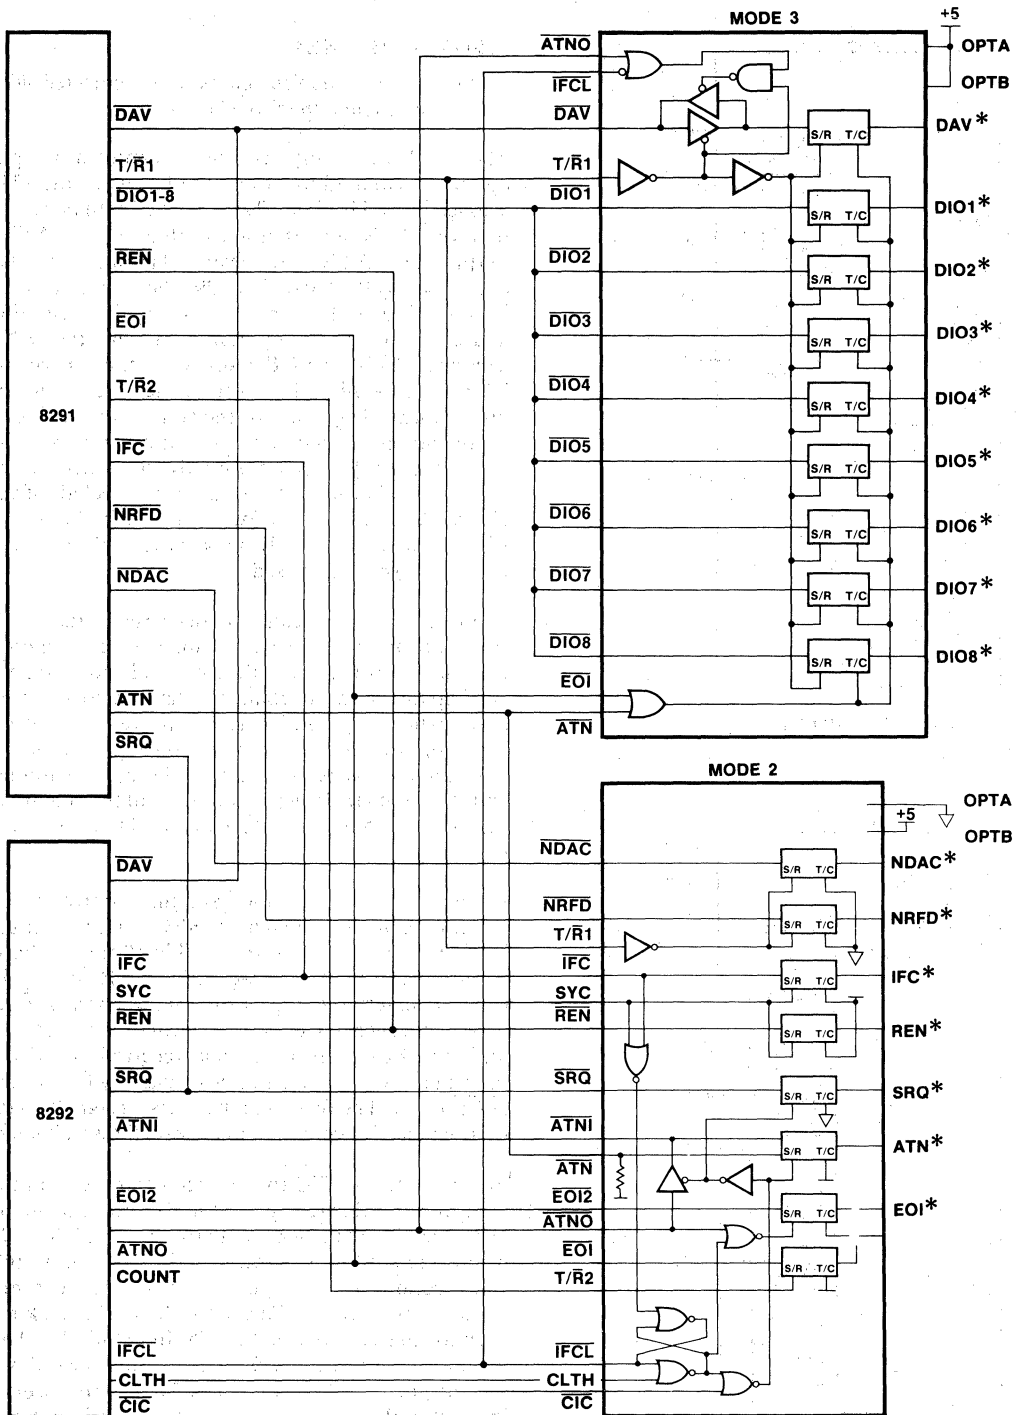 MODE 3
+5
OPTA
OPTB
8291
DAV
T/R1
DIO1-8
REN
EOI
T/R2
IFC
NRFD
NDAC
ATN
SRQ
ATNO
IFCL
DAV
T/R1
DIO1
DIO2
DIO3
DIO4
DIO5
DIO6
DIO7
DIO8
EOI
ATN
S/R T/C
S/R T/C
S/R T/C
S/R T/C
S/R T/C
S/R T/C
S/R T/C
S/R T/C
S/R T/C
DAV*
DIO1*
DIO2*
DIO3*
DIO4*
DIO5*
DIO6*
DIO7*
DIO8*
MODE 2
OPTA
+5
OPTB
8292
DAV
IFC
SYC
REN
SRQ
ATNI
EOI2
ATNO
COUNT
IFCL
CLTH
CIC
NDAC
NRFD
T/R1
IFC
SYC
REN
SRQ
ATNI
ATN
EOI2
ATNO
EOI
T/R2
IFCL
CLTH
CIC
S/R T/C
S/R T/C
S/R T/C
S/R T/C
S/R T/C
S/R T/C
S/R T/C
S/R T/C
NDAC*
NRFD*
IFC*
REN*
SRQ*
ATN*
EOI*